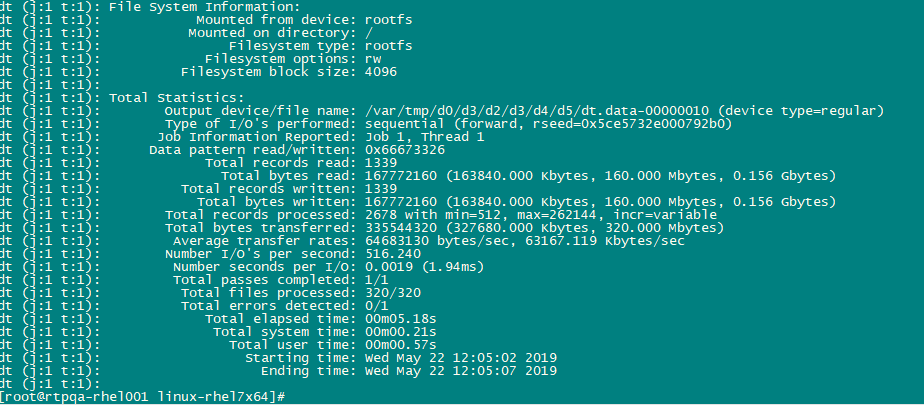 dt (j:1 t:1): File System Information:
dt (j:1 t:1): Mounted from device: rootfs
dt (j:1 t:1): Mounted on directory: /
dt (j:1 t:1): Filesystem type: rootfs
dt (j:1 t:1): Filesystem options: rw
dt (j:1 t:1): Filesystem block size: 4096
dt (j:1 t:1):
dt (j:1 t:1): Total Statistics:
dt (j:1 t:1): Output device/file name: /var/tmp/d0/d3/d2/d3/d4/d5/dt.data-00000010 (device type=regular)
dt (j:1 t:1): Type of I/O's performed: sequential (forward, rseed=0x5ce5732e000792b0)
dt (j:1 t:1): Job Information Reported: Job 1, Thread 1
dt (j:1 t:1): Data pattern read/written: 0x66673326
dt (j:1 t:1): Total records read: 1339
dt (j:1 t:1): Total bytes read: 167772160 (163840.000 Kbytes, 160.000 Mbytes, 0.156 Gbytes)
dt (j:1 t:1): Total records written: 1339
dt (j:1 t:1): Total bytes written: 167772160 (163840.000 Kbytes, 160.000 Mbytes, 0.156 Gbytes)
dt (j:1 t:1): Total records processed: 2678 with min=512, max=262144, incr=variable
dt (j:1 t:1): Total bytes transferred: 335544320 (327680.000 Kbytes, 320.000 Mbytes)
dt (j:1 t:1): Average transfer rates: 64683130 bytes/sec, 63167.119 Kbytes/sec
dt (j:1 t:1): Number I/O's per second: 516.240
dt (j:1 t:1): Number seconds per I/O: 0.0019 (1.94ms)
dt (j:1 t:1): Total passes completed: 1/1
dt (j:1 t:1): Total files processed: 320/320
dt (j:1 t:1): Total errors detected: 0/1
dt (j:1 t:1): Total elapsed time: 00m05.18s
dt (j:1 t:1): Total system time: 00m00.21s
dt (j:1 t:1): Total user time: 00m00.57s
dt (j:1 t:1): Starting time: Wed May 22 12:05:02 2019
dt (j:1 t:1): Ending time: Wed May 22 12:05:07 2019
dt (j:1 t:1):
[root@rtpqa-rhel001 linux-rhel7x64]#